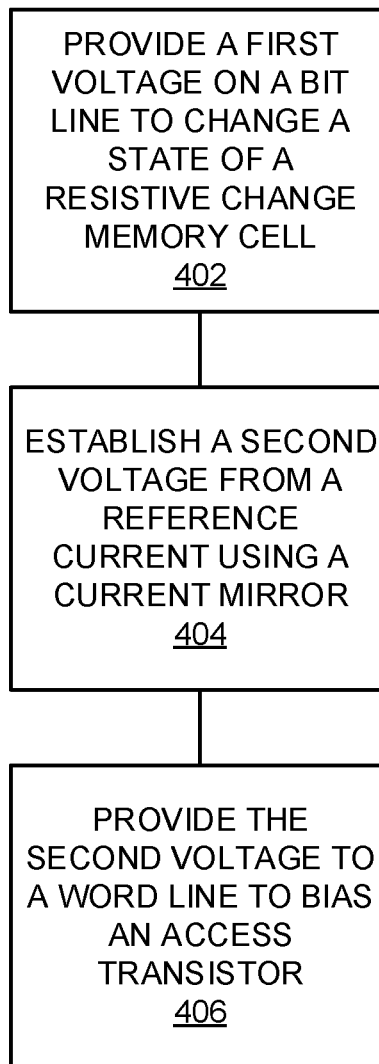 PROVIDE A FIRST
VOLTAGE ON A BIT
LINE TO CHANGE A
STATE OF A
RESISTIVE CHANGE
MEMORY CELL
402
ESTABLISH A SECOND
VOLTAGE FROM A
REFERENCE
CURRENT USING A
CURRENT MIRROR
404
PROVIDE THE
SECOND VOLTAGE TO
A WORD LINE TO BIAS
AN ACCESS
TRANSISTOR
406